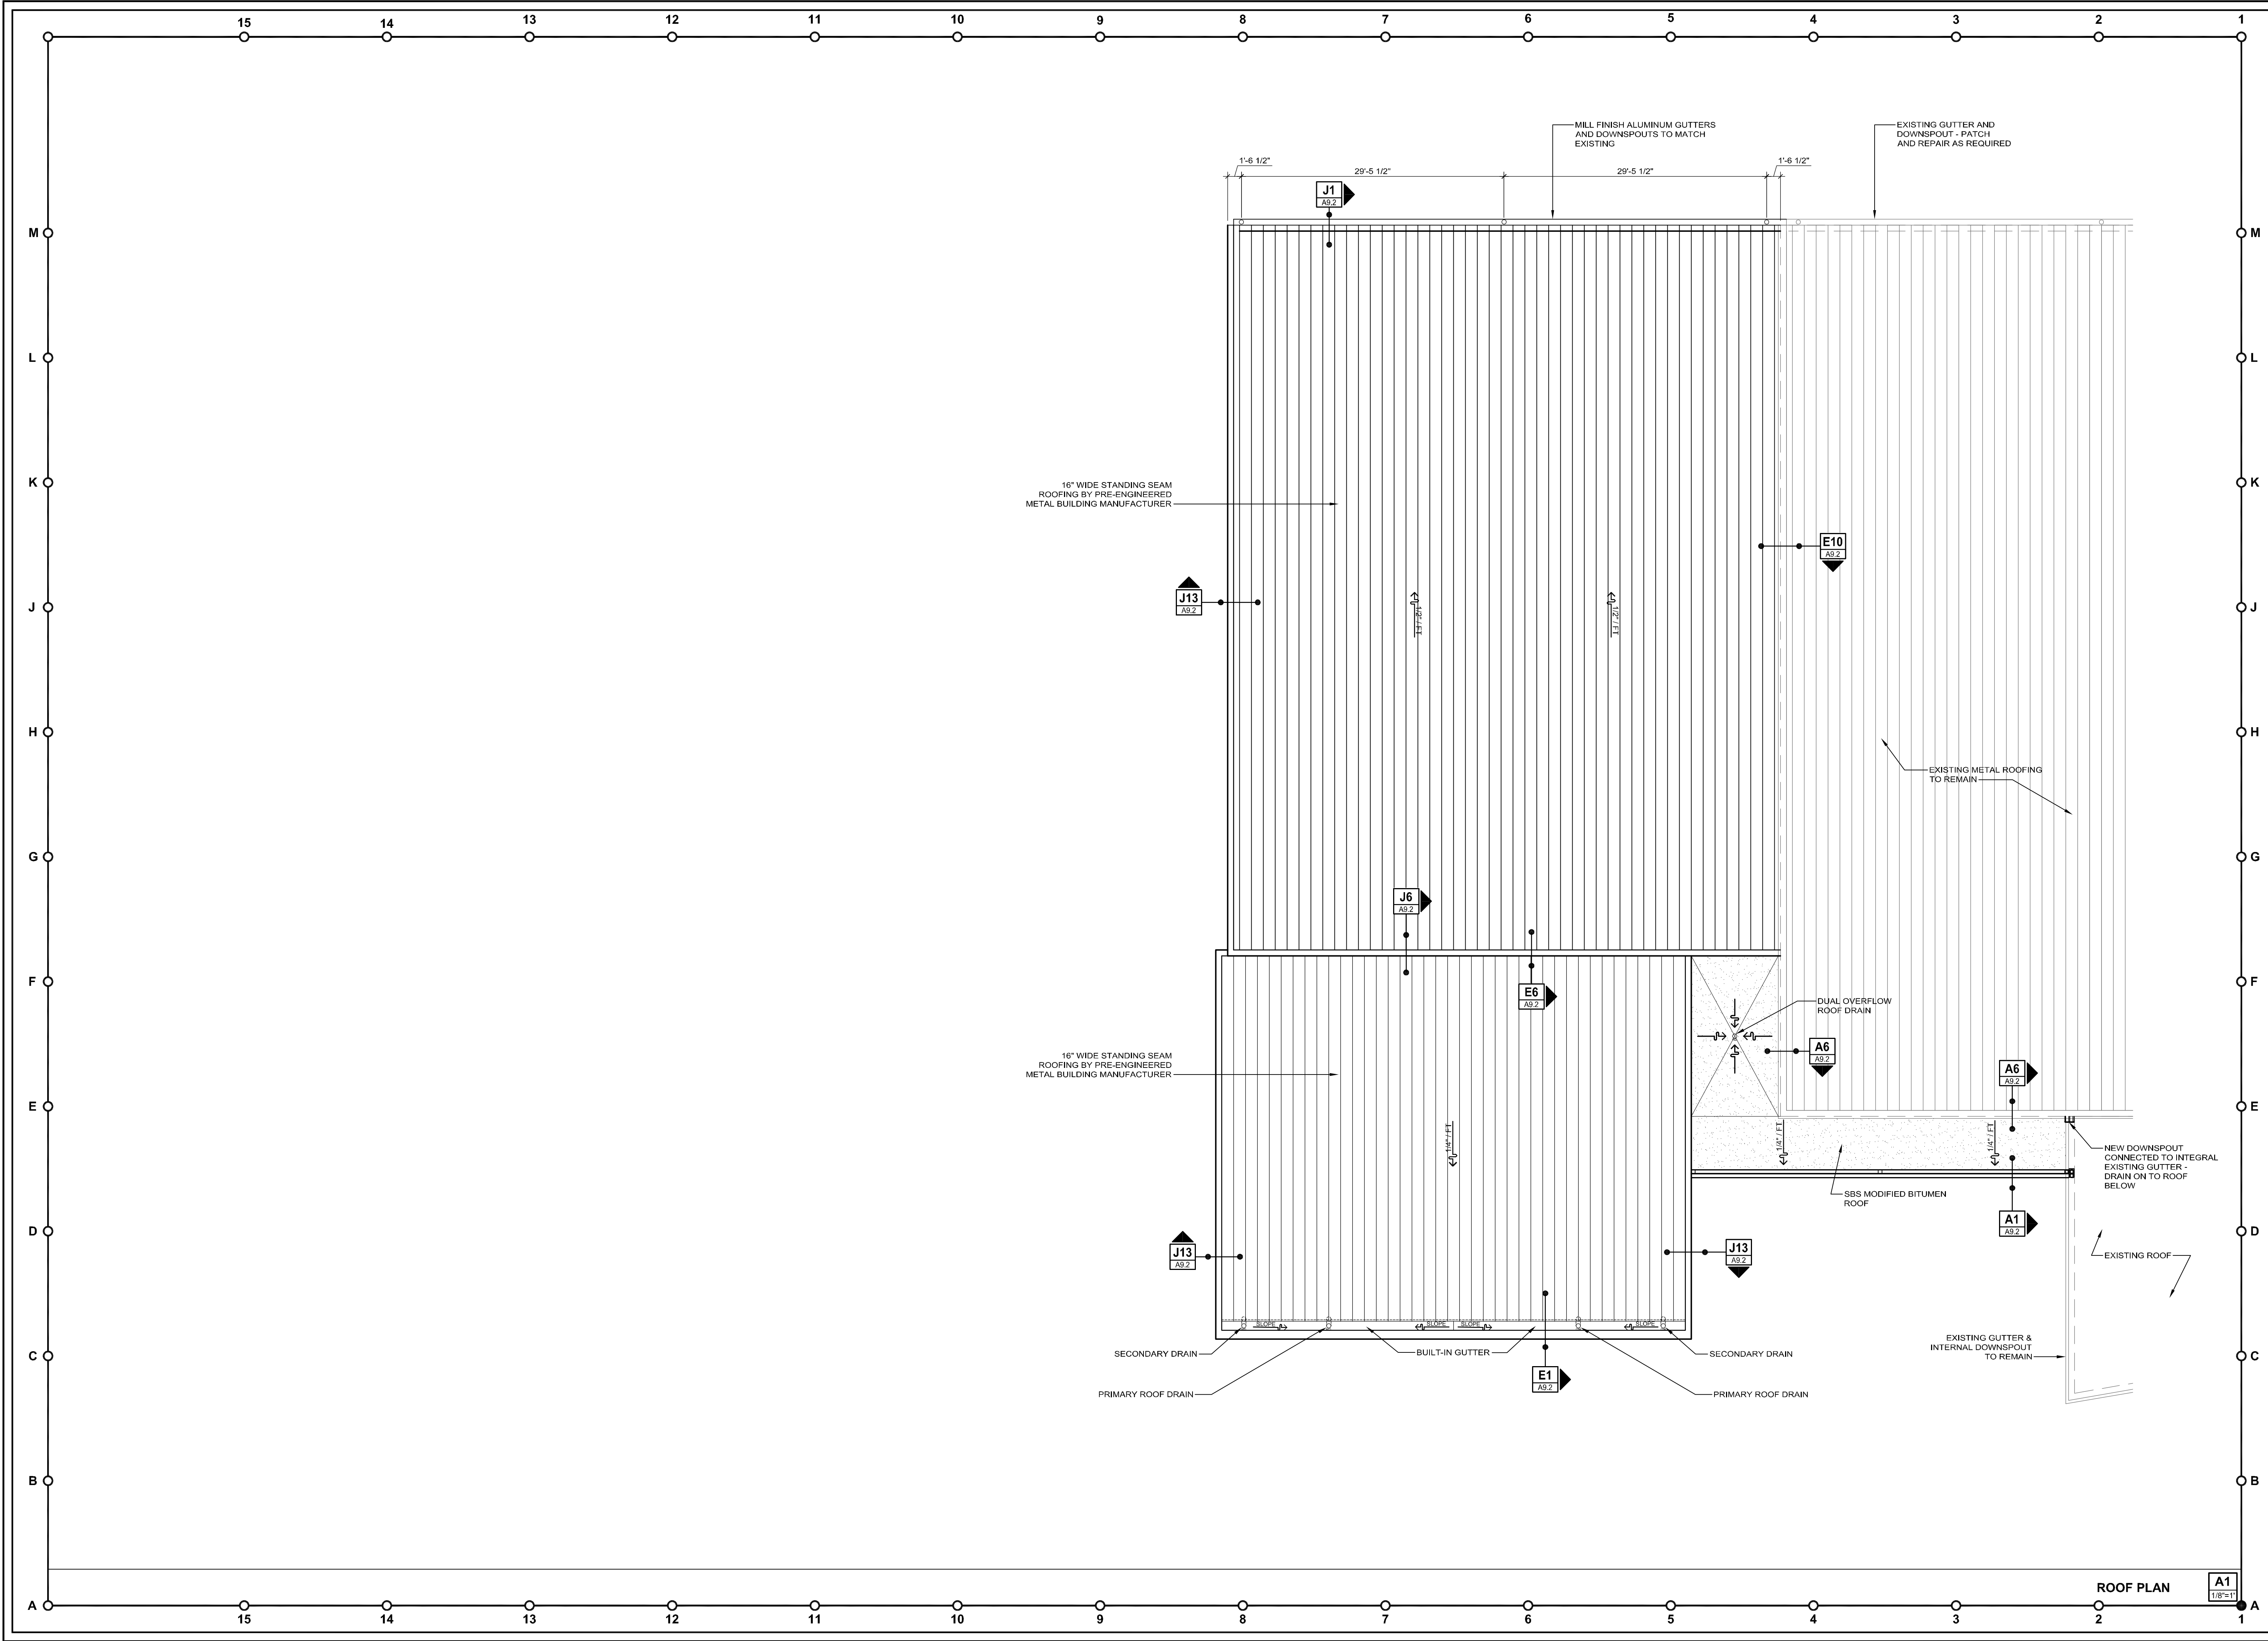 15 14 13 12 11 10 9 8 7 6 5 4 3 2 1
MILL FINISH ALUMINUM GUTTERS
AND DOWNSPOUTS TO MATCH
EXISTING
EXISTING GUTTER AND
DOWNSPOUT - PATCH
AND REPAIR AS REQUIRED
1'-6 1/2"
29'-5 1/2"
29'-5 1/2"
1'-6 1/2"
J1
A9.2
M
M
L
L
16" WIDE STANDING SEAM
ROOFING BY PRE-ENGINEERED
METAL BUILDING MANUFACTURER
K
K
E10
A9.2
J13
A9.2
J
J
1/2" / FT
1/2" / FT
H
H
EXISTING METAL ROOFING
TO REMAIN
G
G
J6
A9.2
F
F
E6
A9.2
DUAL OVERFLOW
ROOF DRAIN
16" WIDE STANDING SEAM
ROOFING BY PRE-ENGINEERED
METAL BUILDING MANUFACTURER
A6
A9.2
A6
A9.2
E
E
1/4" / FT
1/4" / FT
1/4" / FT
NEW DOWNSPOUT
CONNECTED TO INTEGRAL
EXISTING GUTTER -
DRAIN ON TO ROOF
BELOW
SBS MODIFIED BITUMEN
ROOF
A1
A9.2
D
D
J13
A9.2
J13
A9.2
EXISTING ROOF
SLOPE
SLOPE
SLOPE
SLOPE
EXISTING GUTTER &
INTERNAL DOWNSPOUT
TO REMAIN
C
C
SECONDARY DRAIN
BUILT-IN GUTTER
SECONDARY DRAIN
E1
A9.2
PRIMARY ROOF DRAIN
PRIMARY ROOF DRAIN
B
B
ROOF PLAN
A1
1/8"=1'
A
A
15 14 13 12 11 10 9 8 7 6 5 4 3 2 1